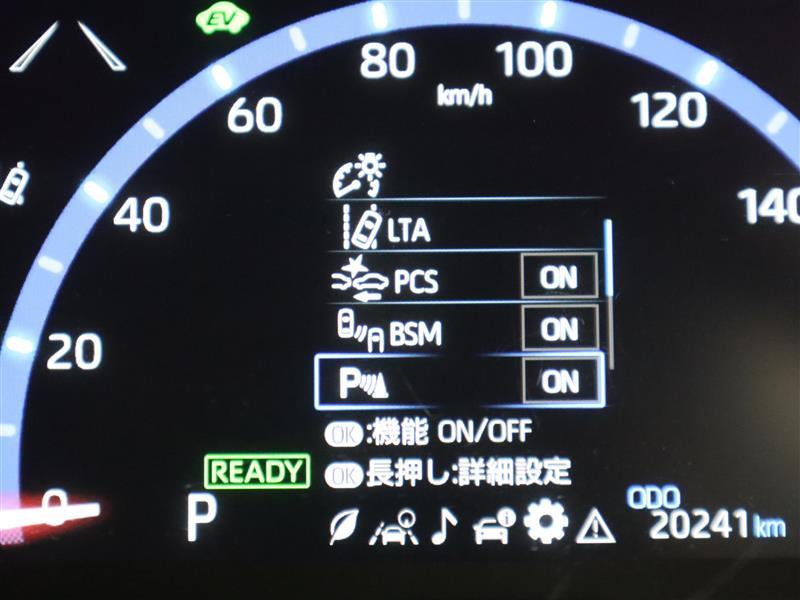 EV
80
100
km/h
60
120
40
140
LTA
PCS ON
BSM ON
20
P ON
OK:機能 ON/OFF
READY
OK長押し:詳細設定
0
P
ODO
20241km